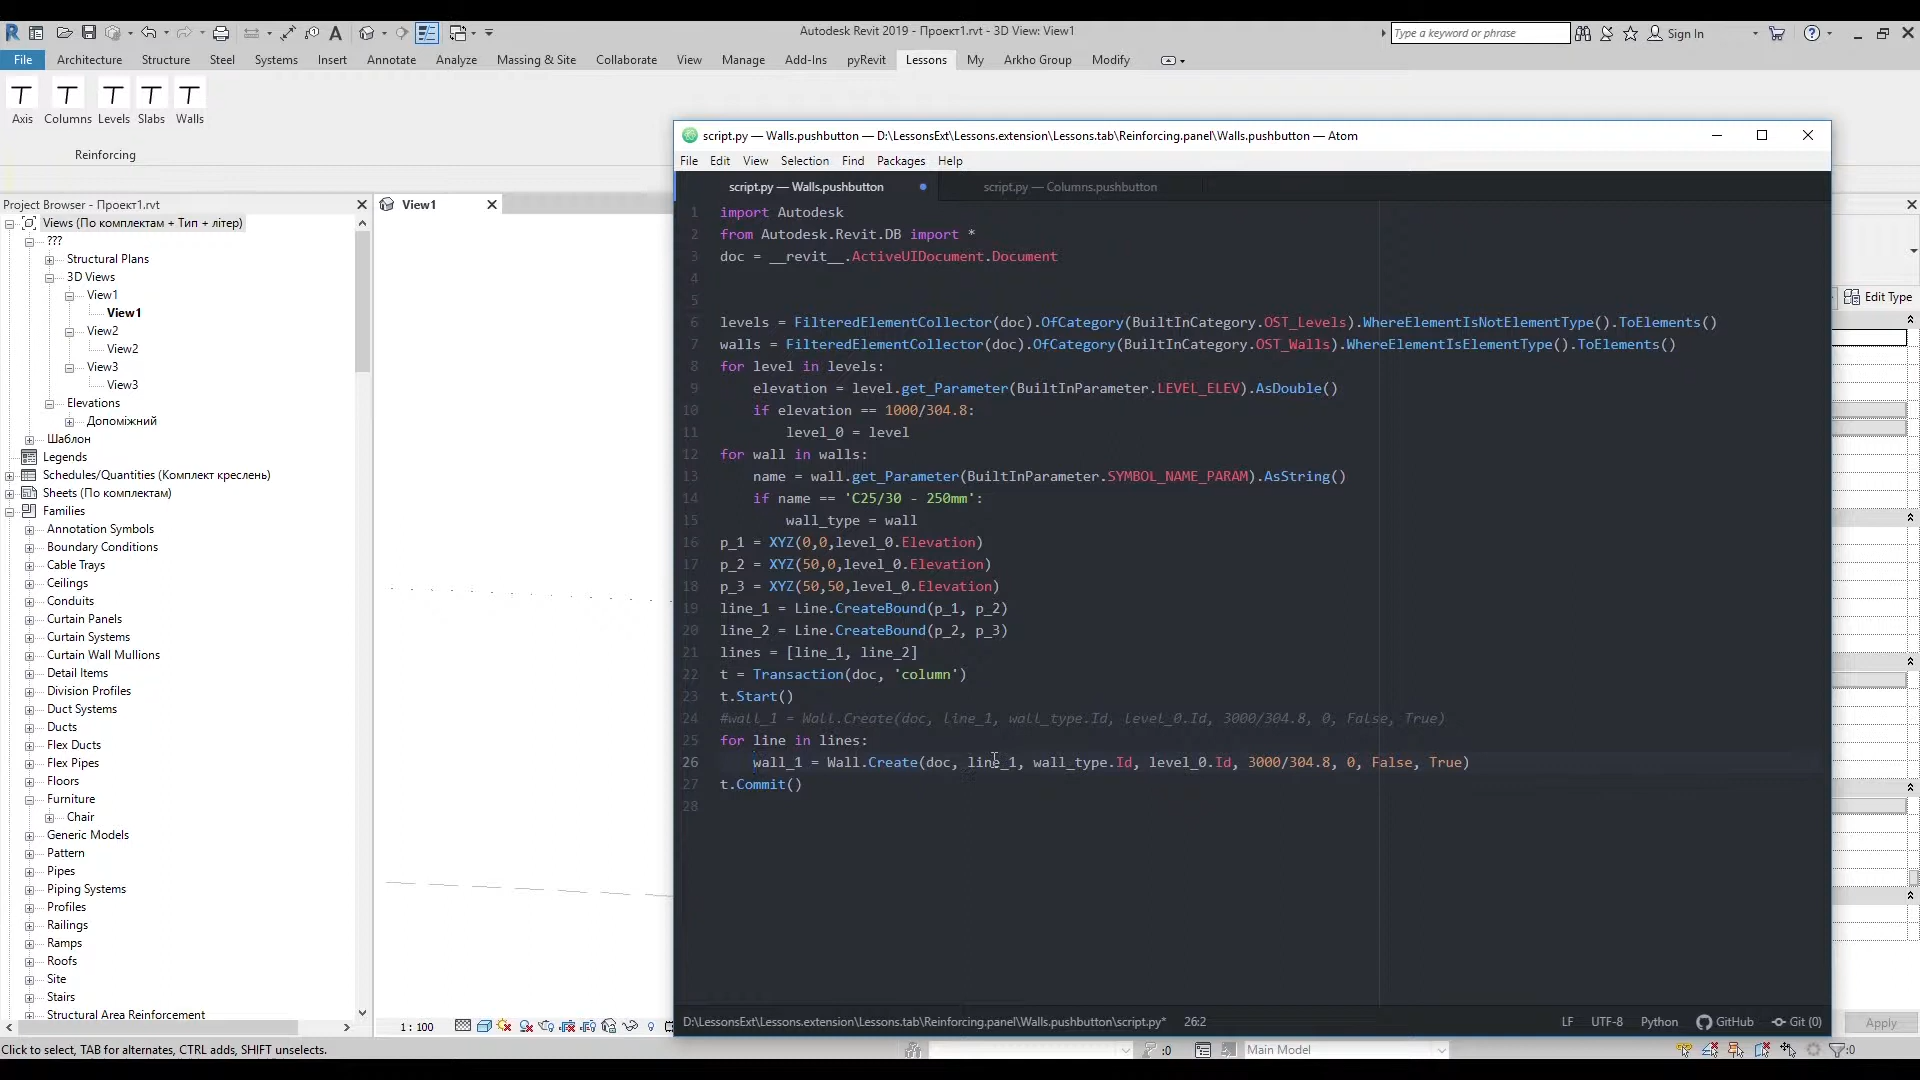 Autodesk Revit 2019 - Проект1.rvt - 3D View: View1
Type a keyword or phrase
Sign In
File Architecture Structure Steel Systems Insert Annotate Analyze Massing & Site Collaborate View Manage Add-Ins pyRevit Lessons My Arkho Group Modify
Axis Columns Levels Slabs Walls
Reinforcing
Project Browser - Проект1.rvt
Views (По комплектам + Тип + літер)
???
Structural Plans
3D Views
View1
View1
View2
View2
View3
View3
Elevations
Допоміжний
Шаблон
Legends
Schedules/Quantities (Комплект креслень)
Sheets (По комплектам)
Families
Annotation Symbols
Boundary Conditions
Cable Trays
Ceilings
Conduits
Curtain Panels
Curtain Systems
Curtain Wall Mullions
Detail Items
Division Profiles
Duct Systems
Ducts
Flex Ducts
Flex Pipes
Floors
Furniture
Chair
Generic Models
Pattern
Pipes
Piping Systems
Profiles
Railings
Ramps
Roofs
Site
Stairs
Structural Area Reinforcement
View1
1 : 100
script.py — Walls.pushbutton — D:\LessonsExt\Lessons.extension\Lessons.tab\Reinforcing.panel\Walls.pushbutton — Atom
File Edit View Selection Find Packages Help
script.py — Walls.pushbutton
script.py — Columns.pushbutton
1 import Autodesk
2 from Autodesk.Revit.DB import *
3 doc = __revit__.ActiveUIDocument.Document
4
5
6 levels = FilteredElementCollector(doc).OfCategory(BuiltInCategory.OST_Levels).WhereElementIsNotElementType().ToElements()
7 walls = FilteredElementCollector(doc).OfCategory(BuiltInCategory.OST_Walls).WhereElementIsElementType().ToElements()
8 for level in levels:
9 elevation = level.get_Parameter(BuiltInParameter.LEVEL_ELEV).AsDouble()
10 if elevation == 1000/304.8:
11 level_0 = level
12 for wall in walls:
13 name = wall.get_Parameter(BuiltInParameter.SYMBOL_NAME_PARAM).AsString()
14 if name == 'C25/30 - 250mm':
15 wall_type = wall
16 p_1 = XYZ(0,0,level_0.Elevation)
17 p_2 = XYZ(50,0,level_0.Elevation)
18 p_3 = XYZ(50,50,level_0.Elevation)
19 line_1 = Line.CreateBound(p_1, p_2)
20 line_2 = Line.CreateBound(p_2, p_3)
21 lines = [line_1, line_2]
22 t = Transaction(doc, 'column')
23 t.Start()
24 #wall_1 = Wall.Create(doc, line_1, wall_type.Id, level_0.Id, 3000/304.8, 0, False, True)
25 for line in lines:
26 wall_1 = Wall.Create(doc, line_1, wall_type.Id, level_0.Id, 3000/304.8, 0, False, True)
27 t.Commit()
28
D:\LessonsExt\Lessons.extension\Lessons.tab\Reinforcing.panel\Walls.pushbutton\script.py* 26:2
LF UTF-8 Python GitHub Git (0)
Edit Type
Apply
Click to select, TAB for alternates, CTRL adds, SHIFT unselects.
:0
Main Model
:0